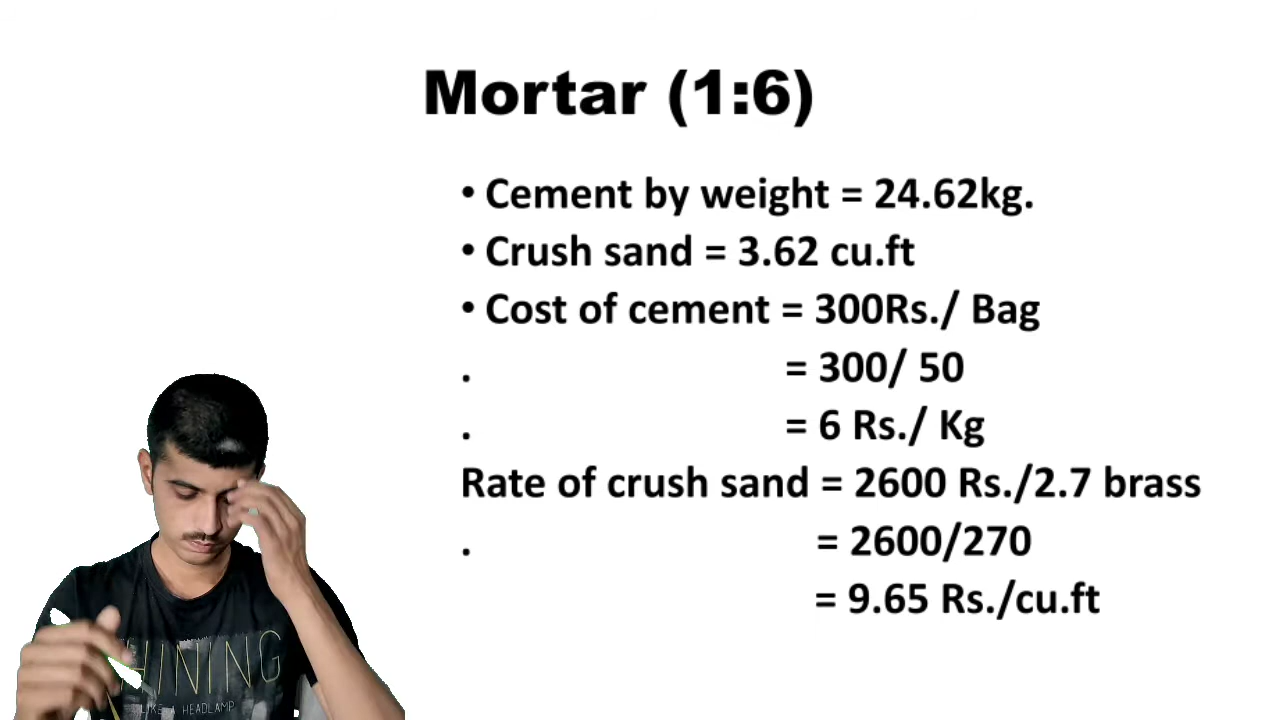 Mortar (1:6)
• Cement by weight = 24.62kg.
• Crush sand = 3.62 cu.ft
• Cost of cement = 300Rs./ Bag
. = 300/ 50
. = 6 Rs./ Kg
Rate of crush sand = 2600 Rs./2.7 brass
. = 2600/270
= 9.65 Rs./cu.ft
HINING
LIKE A HEADLAMP